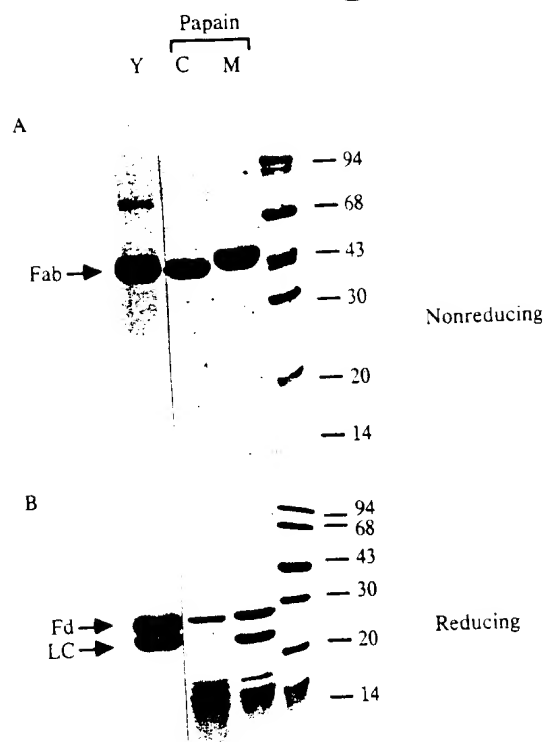 Papain
Y C M
A
94
68
43
Fab
30
Nonreducing
20
14
B
94
68
43
30
Fd
20
Reducing
LC
14